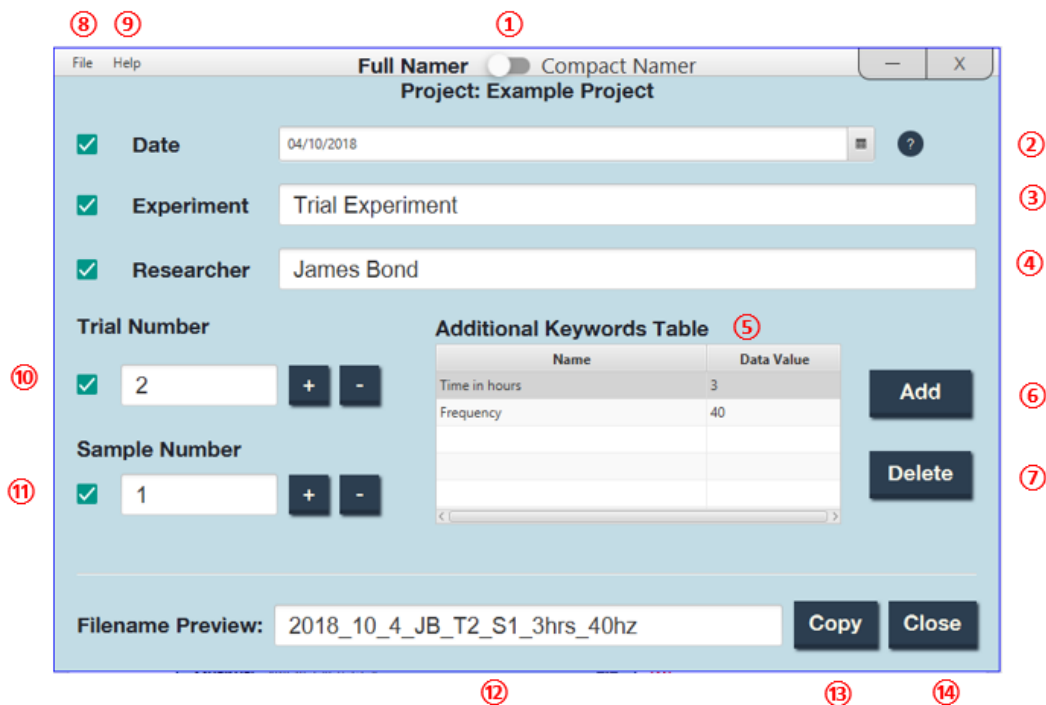 ⑧ ⑨ ①
File Help Full Namer Compact Namer — X
Project: Example Project
Date 04/10/2018 ? ②
Experiment Trial Experiment ③
Researcher James Bond ④
Trial Number Additional Keywords Table ⑤
Name Data Value
⑩ 2 + - Time in hours 3 Add ⑥
Frequency 40
Sample Number
⑪ 1 + - Delete ⑦
Filename Preview: 2018_10_4_JB_T2_S1_3hrs_40hz Copy Close
⑫ ⑬ ⑭